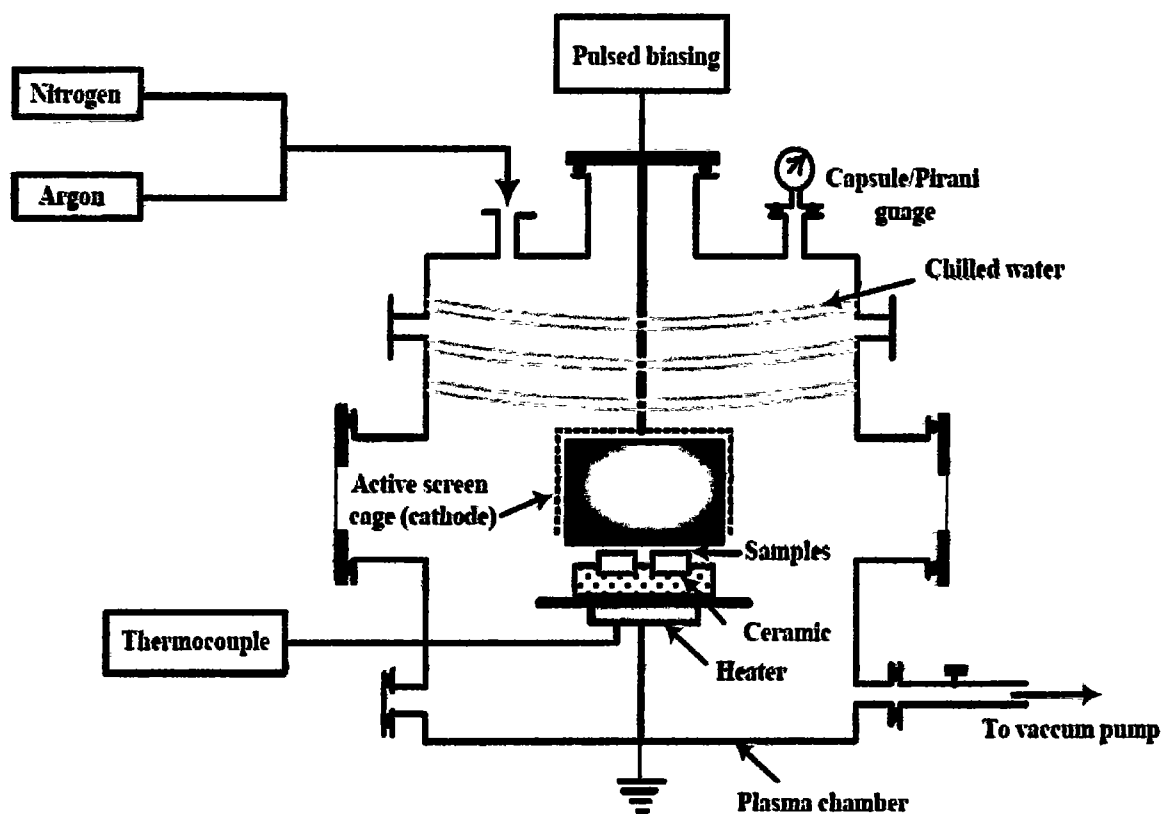 Pulsed biasing
Nitrogen
Argon
Capsule/Pirani
guage
Chilled water
Active screen
cage (cathode)
Samples
Ceramic
Thermocouple
Heater
To vaccum pump
Plasma chamber